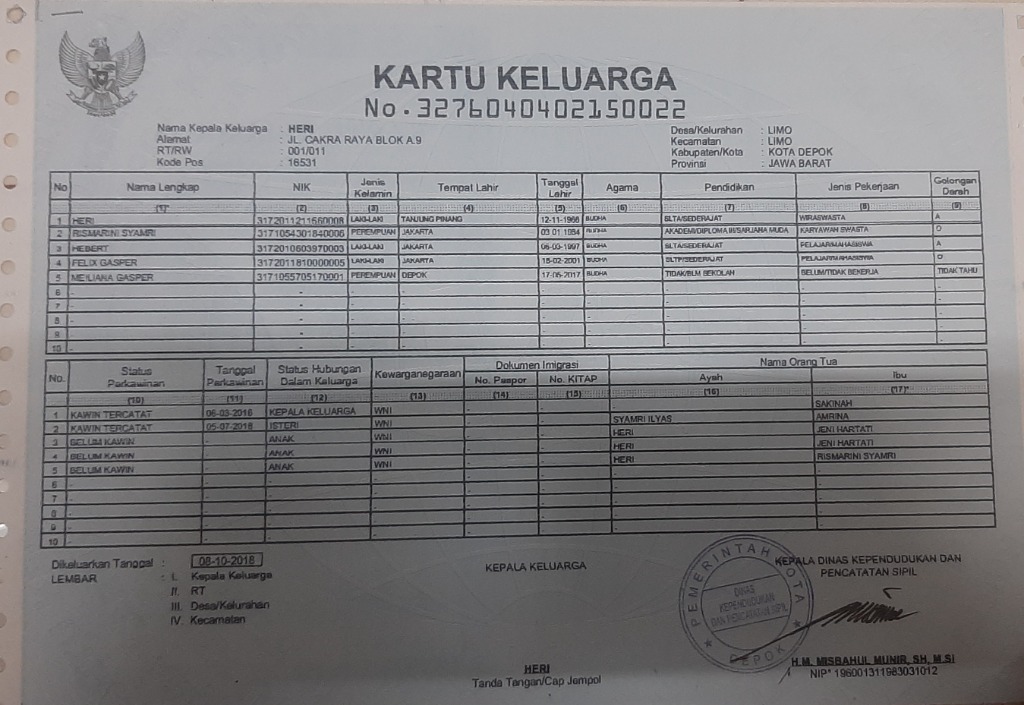 KARTU KELUARGA
No. 3276040402150022
Nama Kepala Keluarga : HERI
Alamat : JL. CAKRA RAYA BLOK A.9
RT/RW : 001/011
Kode Pos : 16531
Desa/Kelurahan : LIMO
Kecamatan : LIMO
Kabupaten/Kota : KOTA DEPOK
Provinsi : JAWA BARAT
No Nama Lengkap NIK Jenis Kelamin Tempat Lahir Tanggal Lahir Agama Pendidikan Jenis Pekerjaan Golongan Darah
(1) (2) (3) (4) (5) (6) (7) (8) (9)
1 HERI 3172011211660008 LAKI-LAKI TANJUNG PINANG 12-11-1966 BUDHA SLTA/SEDERAJAT WIRASWASTA A
2 RISMARINI SYAMRI 3171054301840006 PEREMPUAN JAKARTA 03-01-1984 BUDHA AKADEMI/DIPLOMA III/SARJANA MUDA KARYAWAN SWASTA O
3 HEBERT 3172010603970003 LAKI-LAKI JAKARTA 06-03-1997 BUDHA SLTA/SEDERAJAT PELAJAR/MAHASISWA A
4 FELIX GASPER 3172011810000005 LAKI-LAKI JAKARTA BUDHA SLTP/SEDERAJAT PELAJAR/MAHASISWA O
5 MEILIANA GASPER 3171055705170001 PEREMPUAN DEPOK 17-05-2017 BUDHA TIDAK/BLM SEKOLAH BELUM/TIDAK BEKERJA TIDAK TAHU
6 - -
7 - -
8 - -
9 - -
10 - -
No. Status Perkawinan Tanggal Perkawinan Status Hubungan Dalam Keluarga Kewarganegaraan Dokumen Imigrasi Nama Orang Tua
No. Paspor No. KITAP Ayah Ibu
(10) (11) (12) (13) (14) (15) (16) (17)
1 KAWIN TERCATAT 06-03-2016 KEPALA KELUARGA WNI - - - SAKINAH
2 KAWIN TERCATAT 05-07-2016 ISTERI WNI - - SYAMRI ILYAS AMRINA
3 BELUM KAWIN - ANAK WNI - - HERI JENI HARTATI
4 BELUM KAWIN - ANAK WNI - - HERI JENI HARTATI
5 BELUM KAWIN - ANAK WNI - - HERI RISMARINI SYAMRI
6 - - - - - - - -
7 - - - - - - - -
8 - - - - - - - -
9 - - - - - - - -
10 - - - - - - - -
Dikeluarkan Tanggal : 08-10-2018
LEMBAR : I. Kepala Keluarga
II. RT
III. Desa/Kelurahan
IV. Kecamatan
KEPALA KELUARGA
HERI
Tanda Tangan/Cap Jempol
KEPALA DINAS KEPENDUDUKAN DAN
PENCATATAN SIPIL
PEMERINTAH KOTA
DINAS
KEPENDUDUKAN
DAN PENCATATAN SIPIL
DEPOK
H.M. MISBAHUL MUNIR, SH, M.SI
NIP 196001311983031012